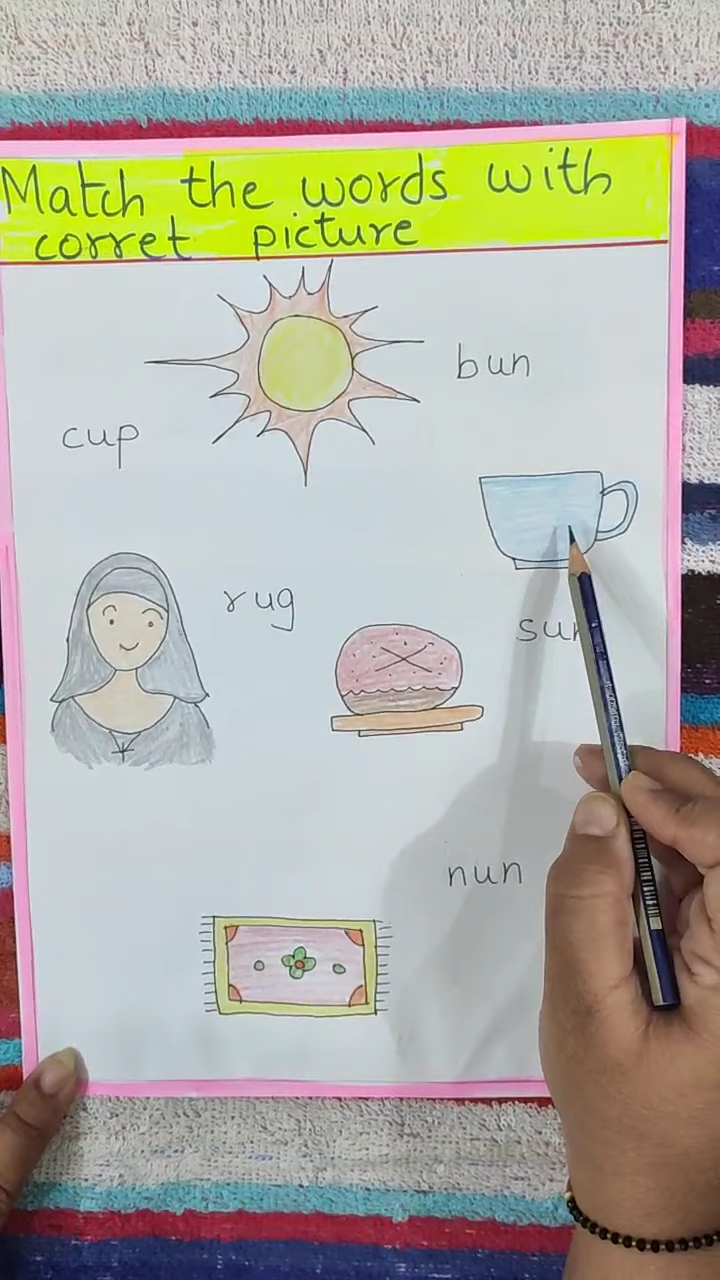 Match the words with
corret picture
bun
cup
rug
nun